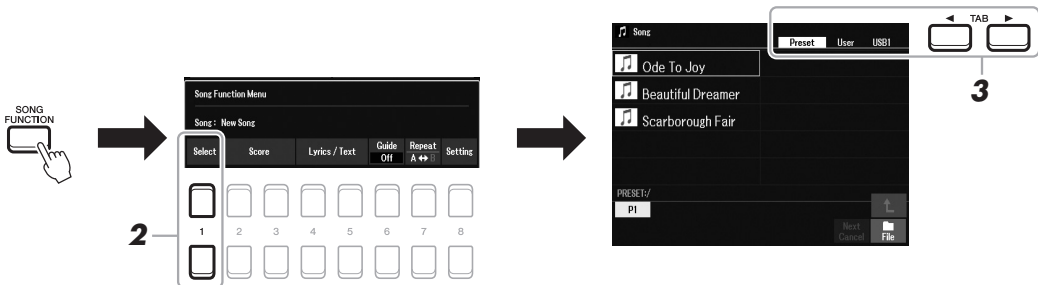 SONG
FUNCTION
Song Function Menu
Song : New Song
Select Score Lyrics / Text Guide Off Repeat A ↔ B Setting
1 2 3 4 5 6 7 8
2
Song
Preset User USB1
◄ TAB ►
3
Ode To Joy
Beautiful Dreamer
Scarborough Fair
PRESET:/
P1
Next
Cancel
File